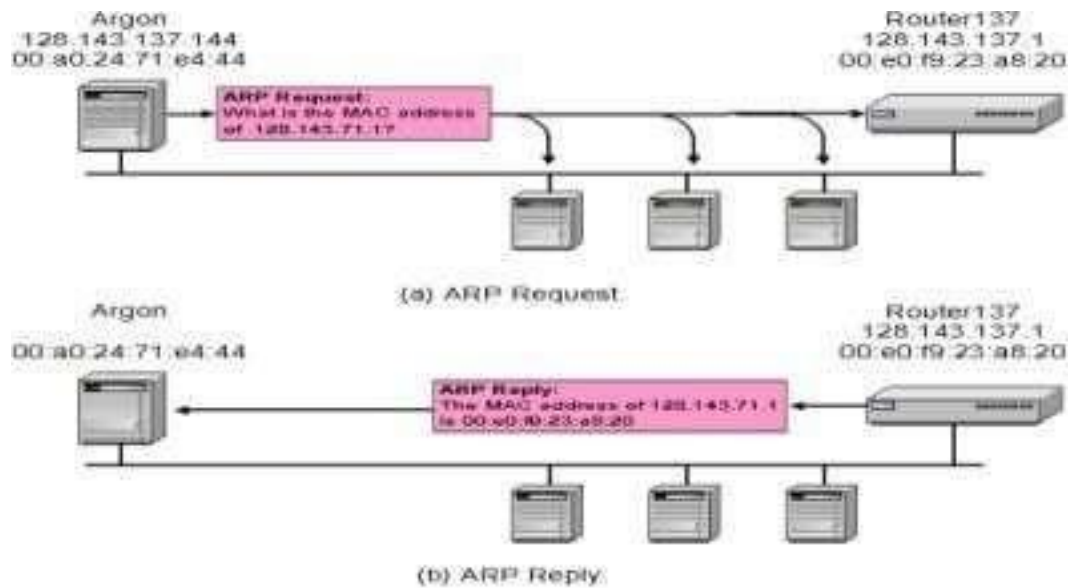 Argon
128.143.137.144
00:a0:24:71:e4:44
Router137
128.143.137.1
00:e0:f9:23:a8:20
ARP Request:
What is the MAC address
of 128.143.71.1?
(a) ARP Request
Argon
00:a0:24:71:e4:44
Router137
128.143.137.1
00:e0:f9:23:a8:20
ARP Reply:
The MAC address of 128.143.71.1
is 00:e0:f9:23:a8:20
(b) ARP Reply